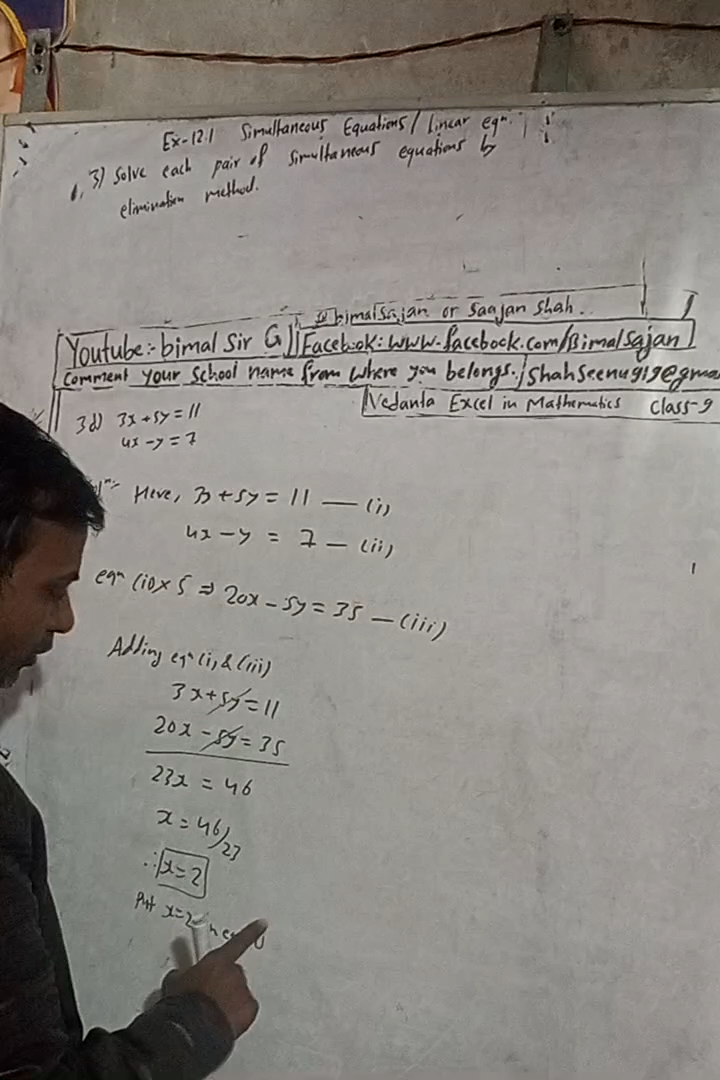 Ex-12.1 Simultaneous Equations/ linear eqn.
3) Solve each pair of simultaneous equations by
elimination method.
@bimalsajan or Saajan Shah..
Youtube:- bimal Sir G
Facebook: www.facebook.com/Bimalsajan
Comment your school name from where you belongs./shahseenu919@gma
Vedanta Excel in Mathematics Class-9
3d) 3x+5y=11
4x-y=7
Here, 3x+5y=11 — (i)
4x-y = 7 — (ii)
eqn (ii)x5 ⇒ 20x-5y=35 — (iii)
Adding eqn (i) & (iii)
3x+5y=11
20x-5y=35
23x = 46
x = 46/23
∴ x=2
Put x=2